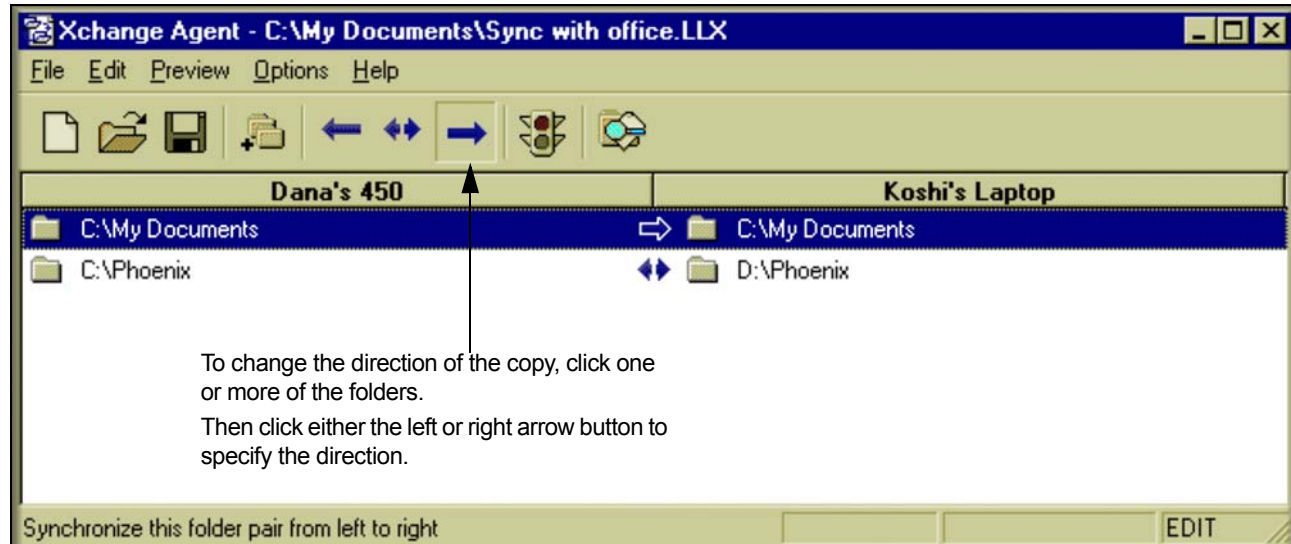 Xchange Agent - C:\My Documents\Sync with office.LLX
File Edit Preview Options Help
Dana's 450 Koshi's Laptop
C:\My Documents C:\My Documents
C:\Phoenix D:\Phoenix
To change the direction of the copy, click one
or more of the folders.
Then click either the left or right arrow button to
specify the direction.
Synchronize this folder pair from left to right EDIT